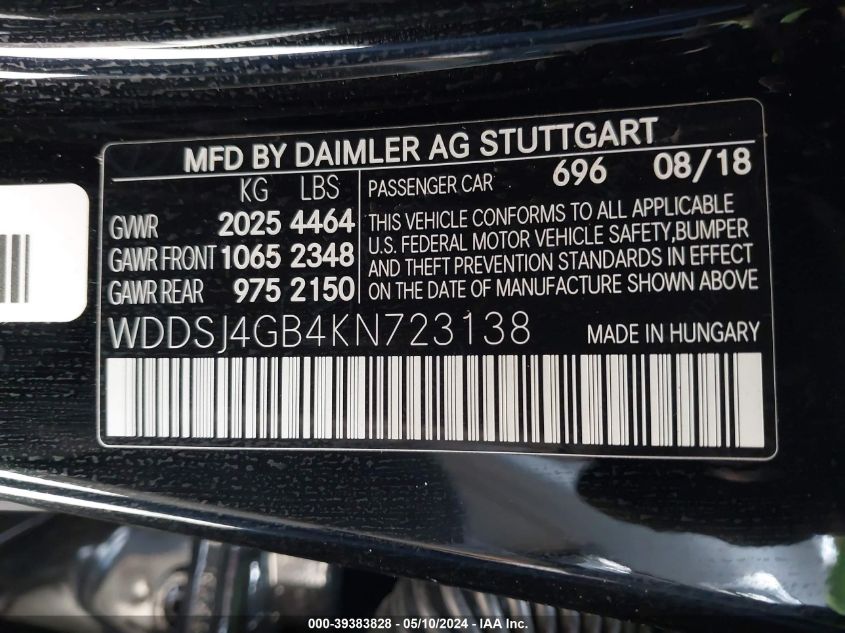 MFD BY DAIMLER AG STUTTGART
KG LBS
GVWR 2025 4464
GAWR FRONT 1065 2348
GAWR REAR 975 2150
PASSENGER CAR 696 08/18
THIS VEHICLE CONFORMS TO ALL APPLICABLE
U.S. FEDERAL MOTOR VEHICLE SAFETY,BUMPER
AND THEFT PREVENTION STANDARDS IN EFFECT
ON THE DATE OF MANUFACTURE SHOWN ABOVE
WDDSJ4GB4KN723138 MADE IN HUNGARY
000-39383828 - 05/10/2024 - IAA Inc.